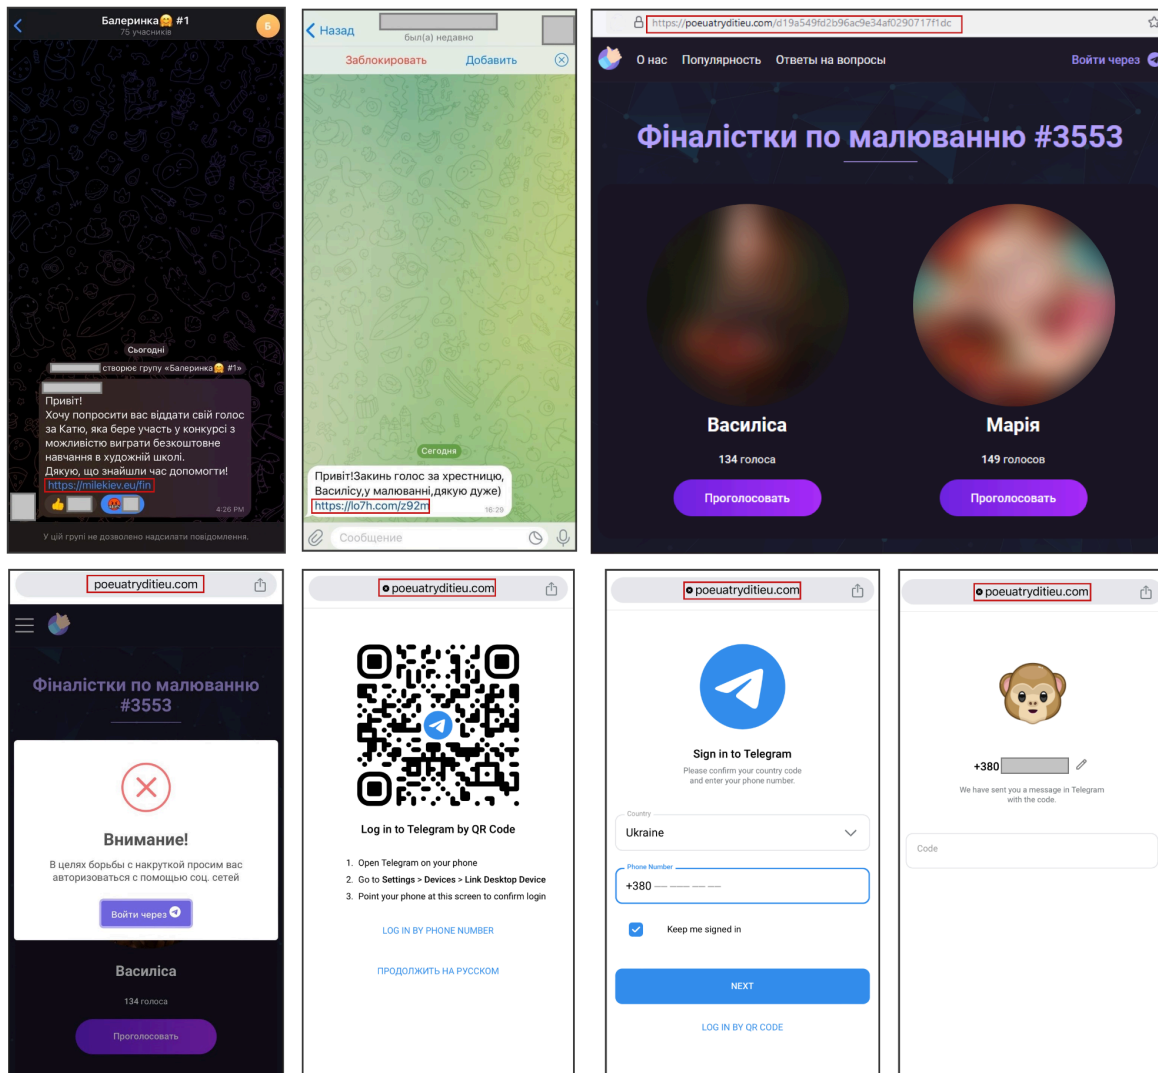 Балеринка🤗 #1
75 учасників
Б
Сьогодні
створює групу «Балеринка🤗 #1»
Привіт!
Хочу попросити вас віддати свій голос
за Катю, яка бере участь у конкурсі з
можливістю виграти безкоштовне
навчання в художній школі.
Дякую, що знайшли час допомогти!
https://milekiev.eu/fin
4:26 PM
У цій групі не дозволено надсилати повідомлення.
Назад
был(а) недавно
Заблокировать Добавить
Сегодня
Привіт!Закинь голос за хрестницю,
Василісу,у малюванні,дякую дуже)
https://lo7h.com/z92m
16:29
Сообщение
https://poeuatryditieu.com/d19a549fd2b96ac9e34af0290717f1dc
О нас Популярность Ответы на вопросы Войти через
Фіналістки по малюванню #3553
Василіса Марія
134 голоса 149 голосов
Проголосовать Проголосовать
poeuatryditieu.com
Фіналістки по малюванню
#3553
Внимание!
В целях борьбы с накруткой просим вас
авторизоваться с помощью соц. сетей
Войти через
Василіса
134 голоса
Проголосовать
poeuatryditieu.com
Log in to Telegram by QR Code
1. Open Telegram on your phone
2. Go to Settings > Devices > Link Desktop Device
3. Point your phone at this screen to confirm login
LOG IN BY PHONE NUMBER
ПРОДОЛЖИТЬ НА РУССКОМ
poeuatryditieu.com
Sign in to Telegram
Please confirm your country code
and enter your phone number.
Country
Ukraine
Phone Number
+380
Keep me signed in
NEXT
LOG IN BY QR CODE
poeuatryditieu.com
+380
We have sent you a message in Telegram
with the code.
Code